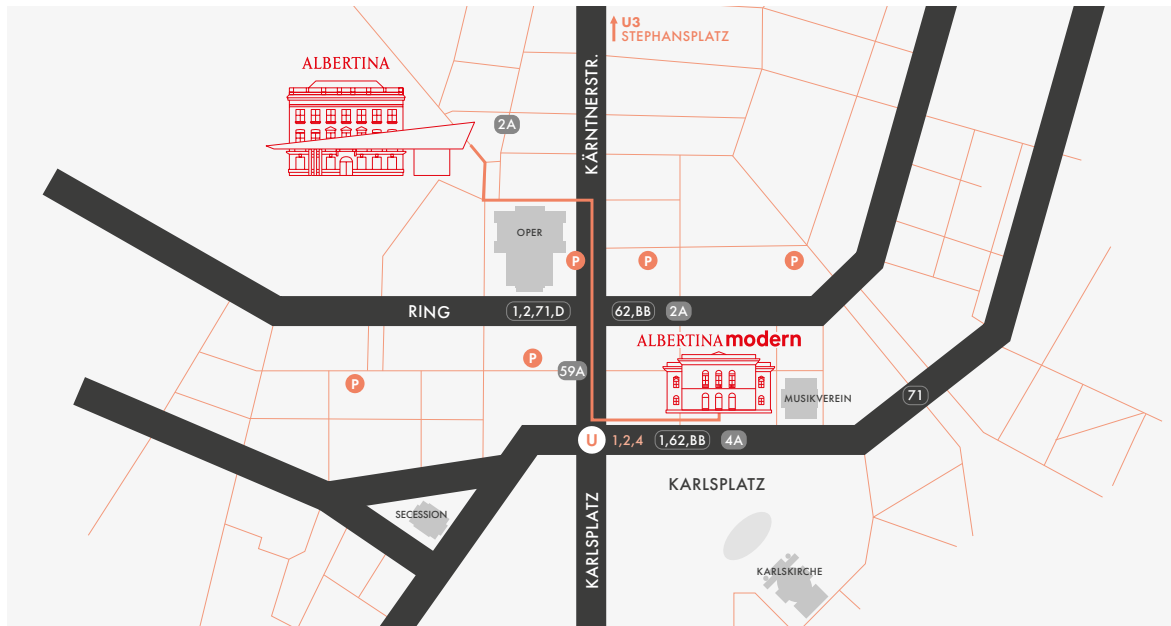 U3
STEPHANSPLATZ
ALBERTINA
KÄRNTNERSTR.
2A
OPER
P
P
P
RING
1,2,71,D
62,BB
2A
ALBERTINA modern
P
59A
P
71
MUSIKVEREIN
U
1,2,4
1,62,BB
4A
KARLSPLATZ
SECESSION
KARLSPLATZ
KARLSKIRCHE